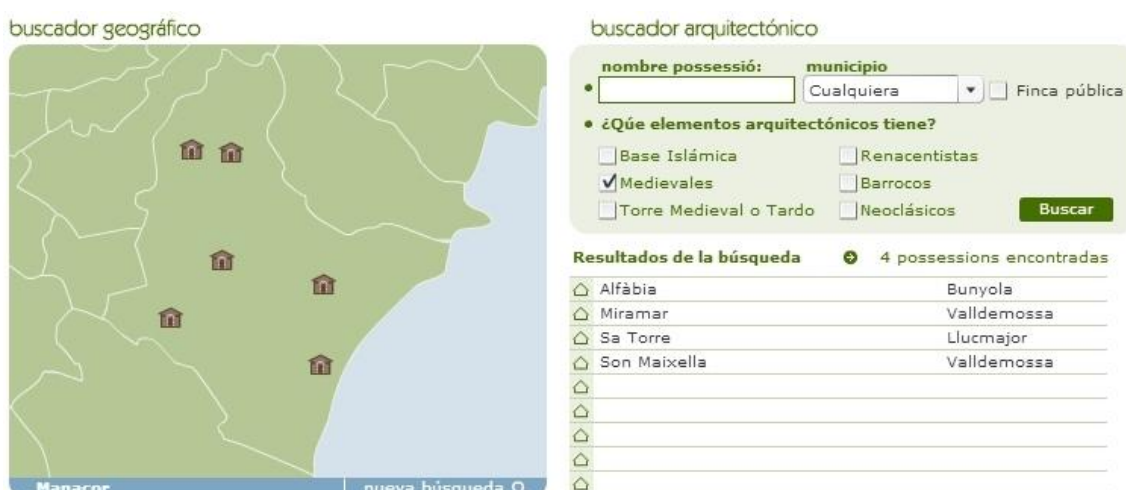 buscador geográfico
Manacor
nueva búsqueda
buscador arquitectónico
nombre possessió:
municipio
Cualquiera
Finca pública
¿Qúe elementos arquitectónicos tiene?
Base Islámica
Renacentistas
Medievales
Barrocos
Torre Medieval o Tardo
Neoclásicos
Buscar
Resultados de la búsqueda
4 possessions encontradas
Alfàbia Bunyola
Miramar Valldemossa
Sa Torre Llucmajor
Son Maixella Valldemossa